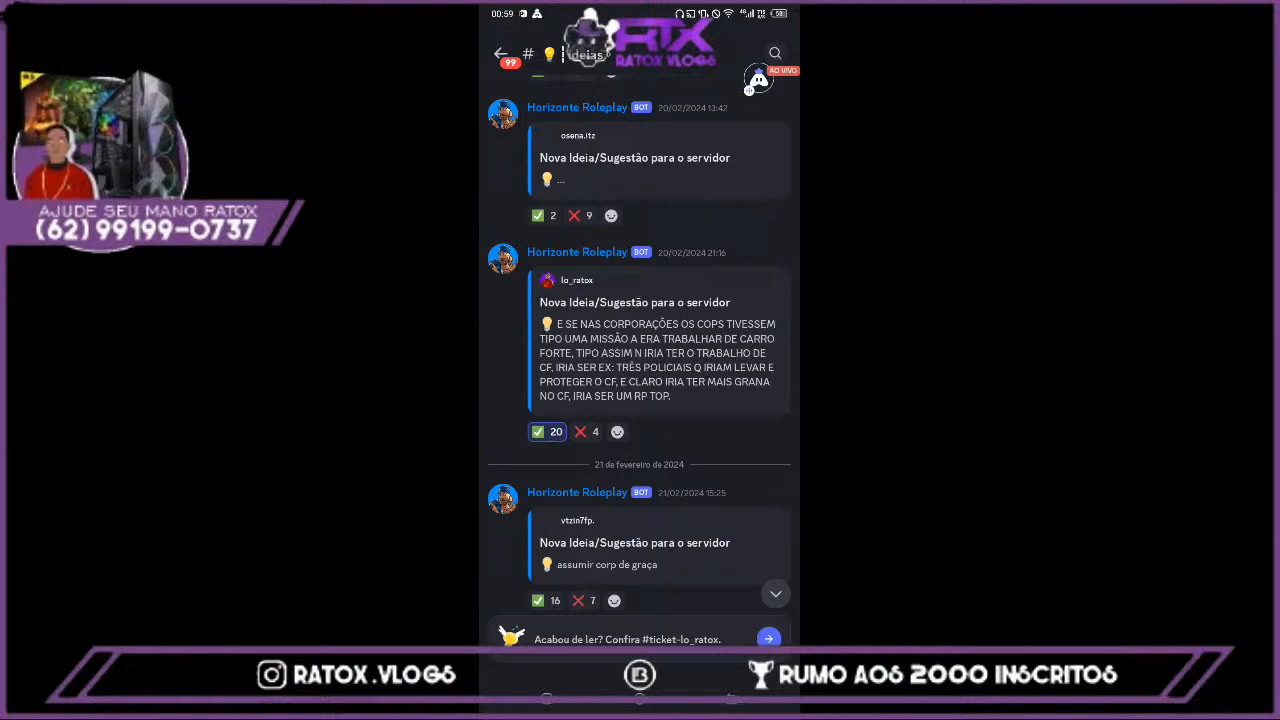 00:59
58
RTX
RATOX VLOGS
99
# ideias
AO VIVO
Horizonte Roleplay BOT 20/02/2024 13:42
osena.itz
Nova Ideia/Sugestão para o servidor
...
2 9
Horizonte Roleplay BOT 20/02/2024 21:16
lo_ratox
Nova Ideia/Sugestão para o servidor
E SE NAS CORPORAÇÕES OS COPS TIVESSEM
TIPO UMA MISSÃO A ERA TRABALHAR DE CARRO
FORTE, TIPO ASSIM N IRIA TER O TRABALHO DE
CF, IRIA SER EX: TRÊS POLICIAIS Q IRIAM LEVAR E
PROTEGER O CF, E CLARO IRIA TER MAIS GRANA
NO CF, IRIA SER UM RP TOP.
20 4
21 de fevereiro de 2024
Horizonte Roleplay BOT 21/02/2024 15:25
vtzin7fp.
Nova Ideia/Sugestão para o servidor
assumir corp de graça
16 7
Acabou de ler? Confira #ticket-lo_ratox.
AJUDE SEU MANO RATOX
(62) 99199-0737
RATOX.VLOGS
B
RUMO AOS 2000 INSCRITOS